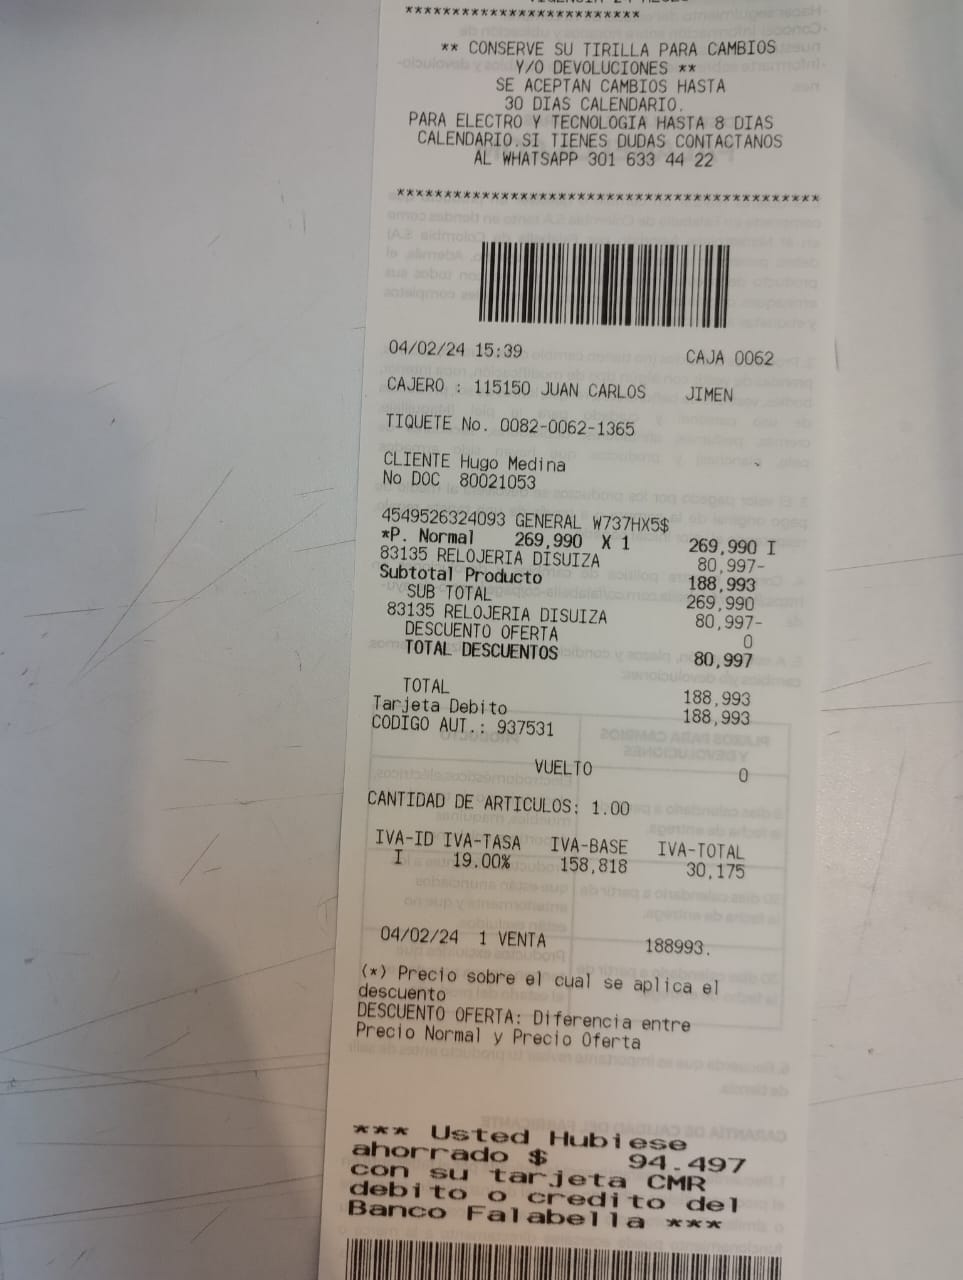 *************************
** CONSERVE SU TIRILLA PARA CAMBIOS
Y/O DEVOLUCIONES **
SE ACEPTAN CAMBIOS HASTA
30 DIAS CALENDARIO.
PARA ELECTRO Y TECNOLOGIA HASTA 8 DIAS
CALENDARIO.SI TIENES DUDAS CONTACTANOS
AL WHATSAPP 301 633 44 22
*********************************************
04/02/24 15:39 CAJA 0062
CAJERO : 115150 JUAN CARLOS JIMEN
TIQUETE No. 0082-0062-1365
CLIENTE Hugo Medina
No DOC 80021053
4549526324093 GENERAL W737HX5$
*P. Normal 269,990 X 1 269,990 I
83135 RELOJERIA DISUIZA 80,997-
Subtotal Producto 188,993
SUB TOTAL 269,990
83135 RELOJERIA DISUIZA 80,997-
DESCUENTO OFERTA 0
TOTAL DESCUENTOS 80,997
TOTAL 188,993
Tarjeta Debito 188,993
CODIGO AUT.: 937531
VUELTO 0
CANTIDAD DE ARTICULOS: 1.00
IVA-ID IVA-TASA IVA-BASE IVA-TOTAL
I 19.00% 158,818 30,175
04/02/24 1 VENTA 188993.
(*) Precio sobre el cual se aplica el
descuento
DESCUENTO OFERTA: Diferencia entre
Precio Normal y Precio Oferta
*** Usted Hubiese
ahorrado $ 94.497
con su tarjeta CMR
debito o credito del
Banco Falabella ***